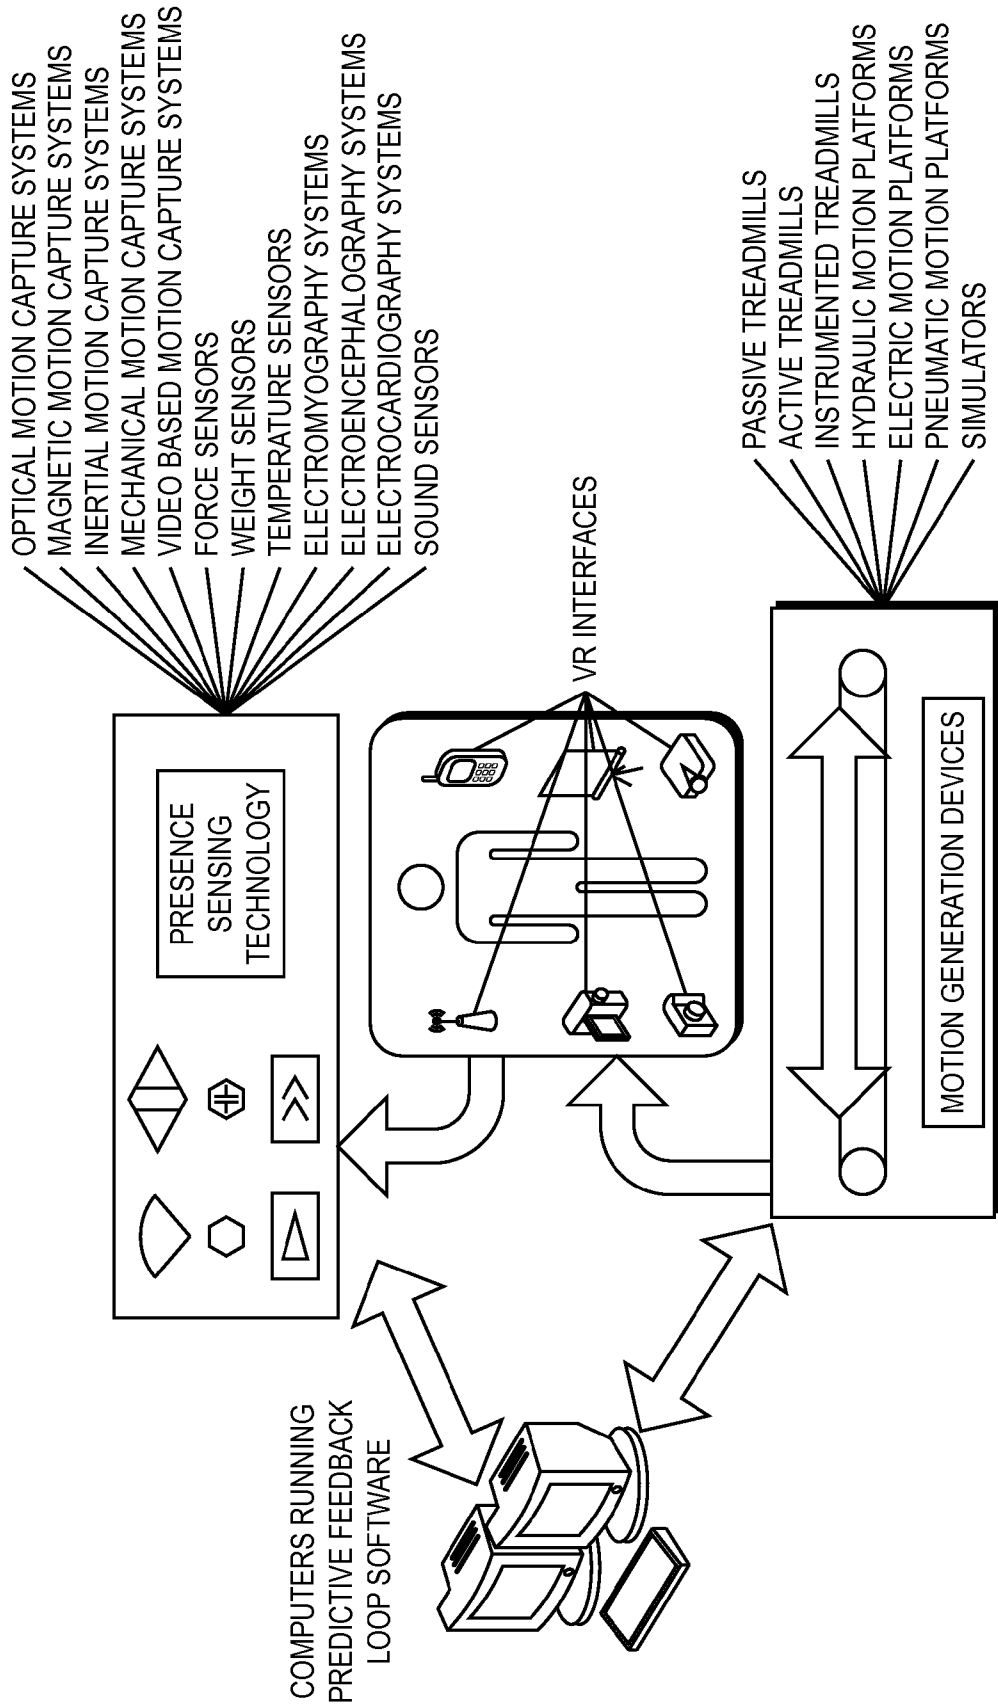 COMPUTERS RUNNING
PREDICTIVE FEEDBACK
LOOP SOFTWARE
PRESENCE
SENSING
TECHNOLOGY
OPTICAL MOTION CAPTURE SYSTEMS
MAGNETIC MOTION CAPTURE SYSTEMS
INERTIAL MOTION CAPTURE SYSTEMS
MECHANICAL MOTION CAPTURE SYSTEMS
VIDEO BASED MOTION CAPTURE SYSTEMS
FORCE SENSORS
WEIGHT SENSORS
TEMPERATURE SENSORS
ELECTROMYOGRAPHY SYSTEMS
ELECTROENCEPHALOGRAPHY SYSTEMS
ELECTROCARDIOGRAPHY SYSTEMS
SOUND SENSORS
VR INTERFACES
MOTION GENERATION DEVICES
PASSIVE TREADMILLS
ACTIVE TREADMILLS
INSTRUMENTED TREADMILLS
HYDRAULIC MOTION PLATFORMS
ELECTRIC MOTION PLATFORMS
PNEUMATIC MOTION PLATFORMS
SIMULATORS